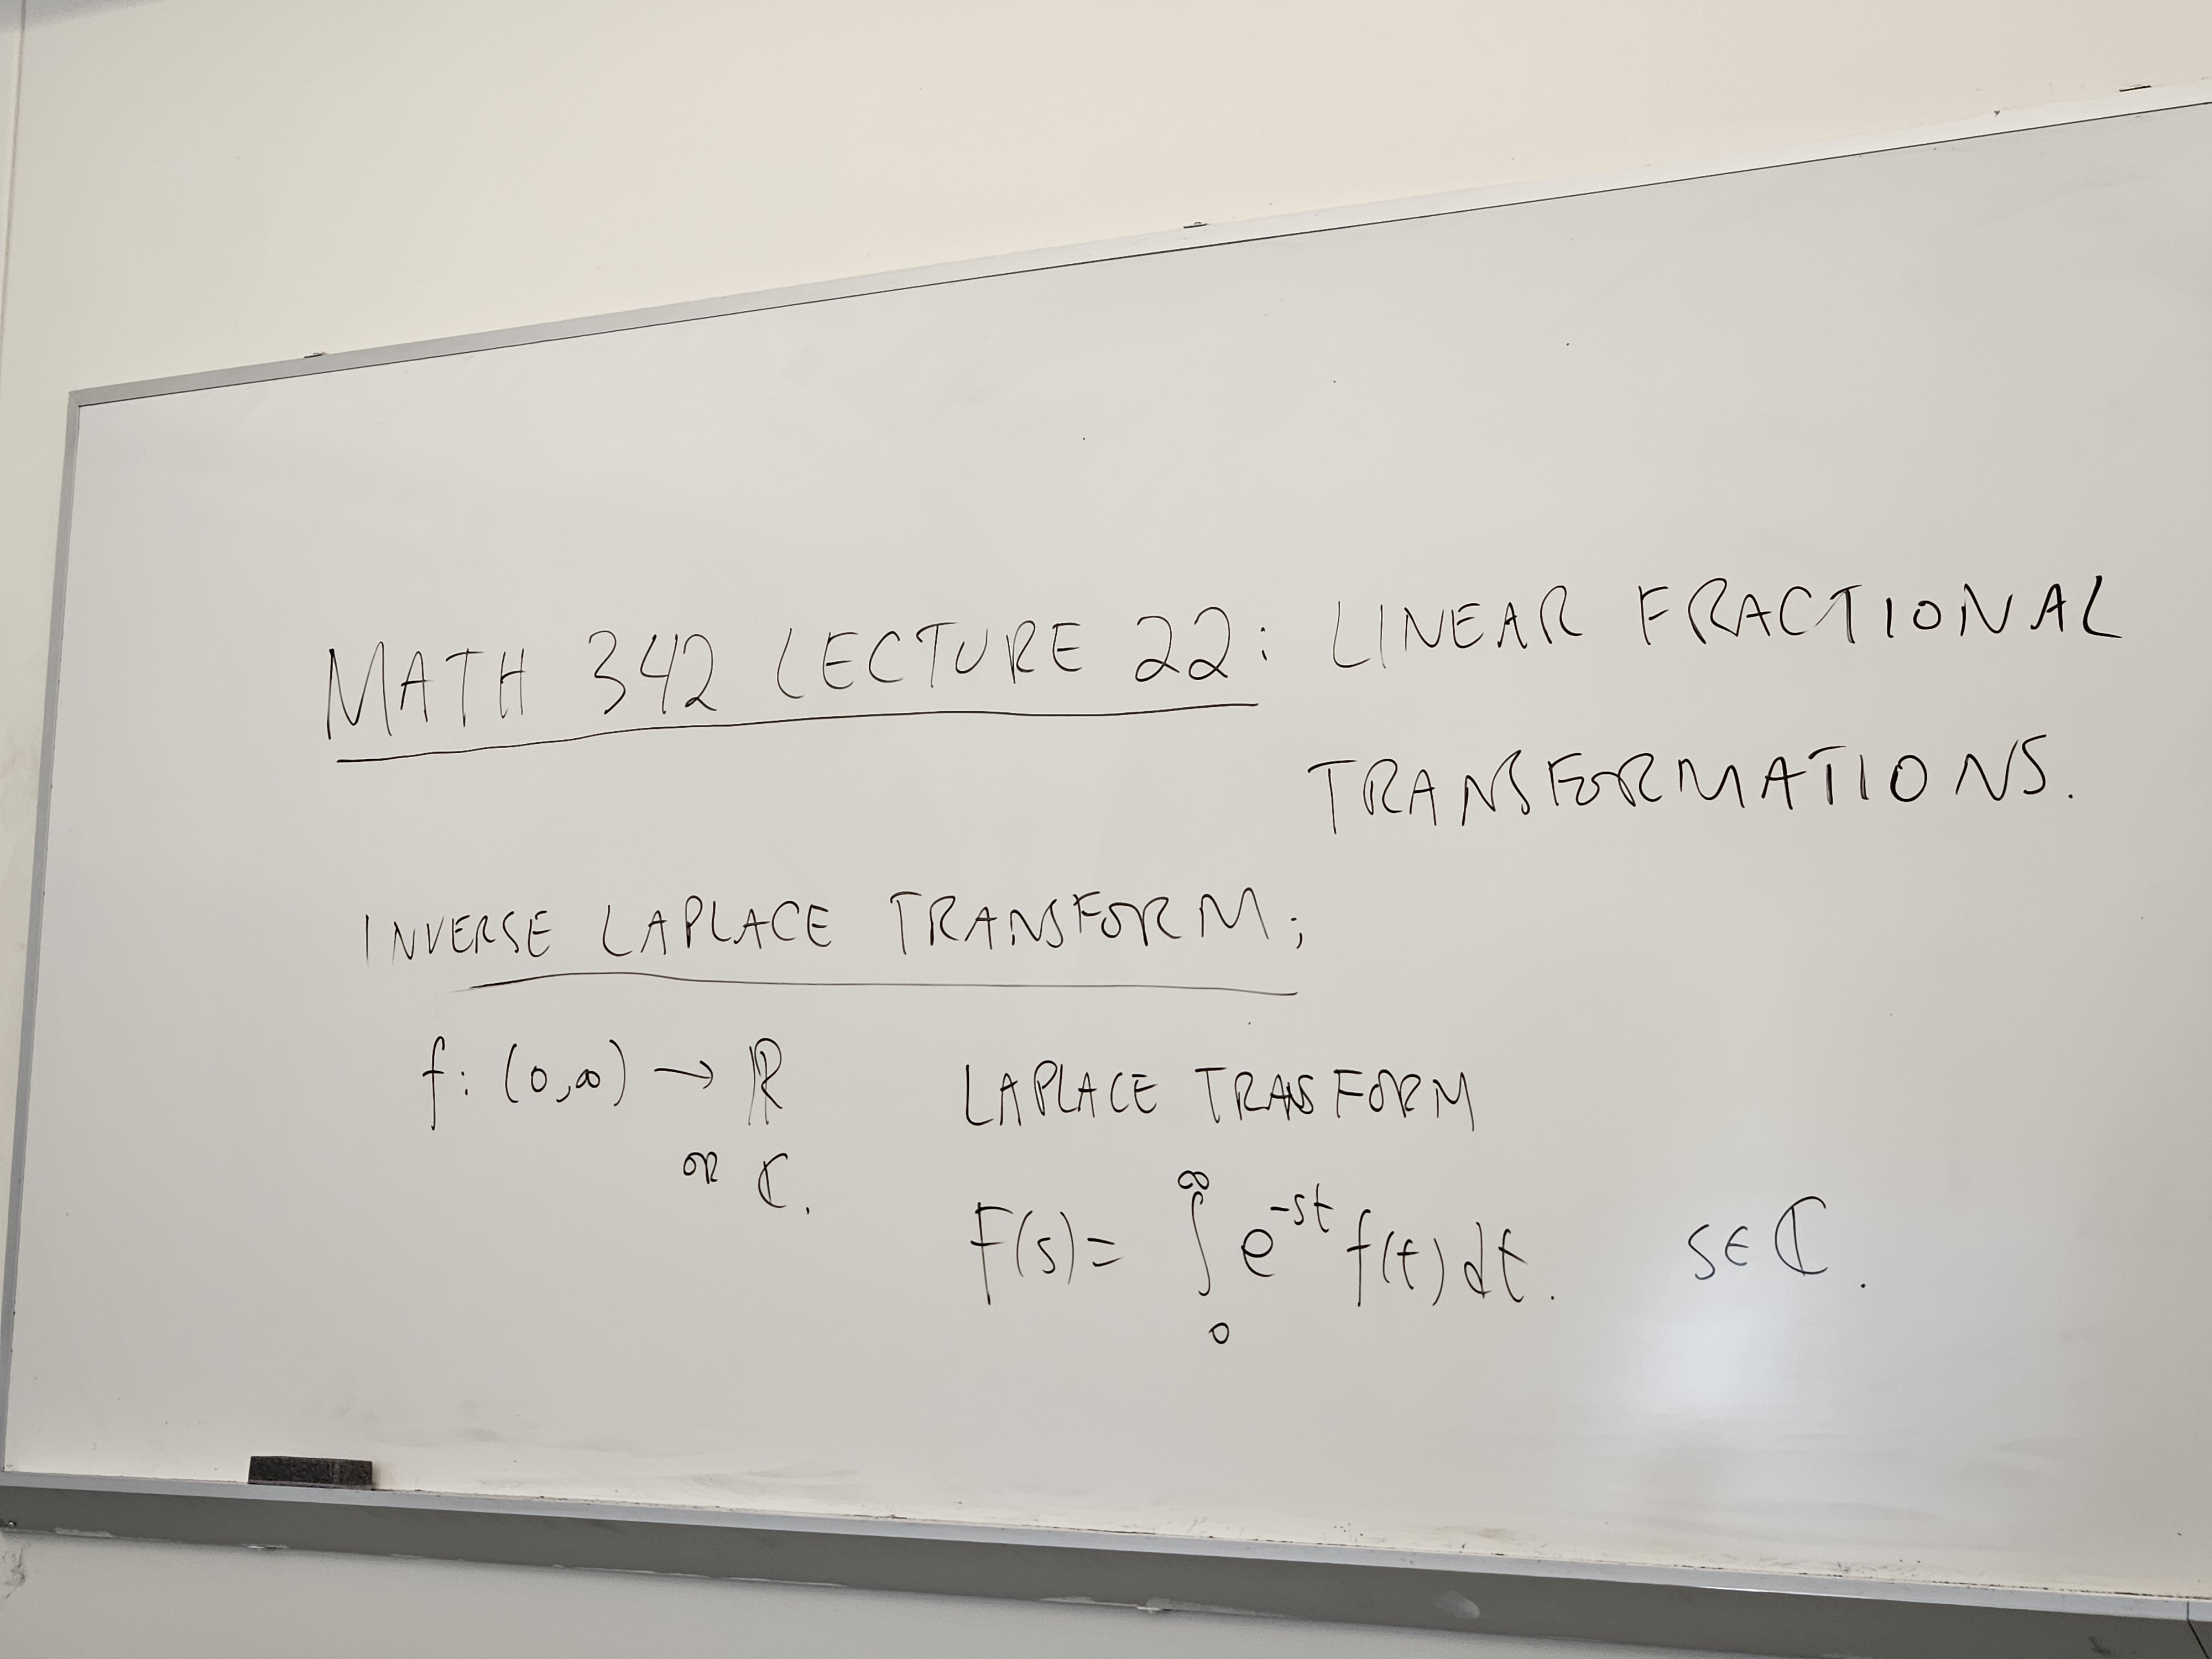 MATH 342 LECTURE 22: LINEAR FRACTIONAL
TRANSFORMATIONS.
INVERSE LAPLACE TRANSFORM;
f: (0,∞) → ℝ
OR ℂ.
LAPLACE TRANSFORM
F(s) = ∫₀^∞ e^{-st} f(t) dt. s∈ℂ.